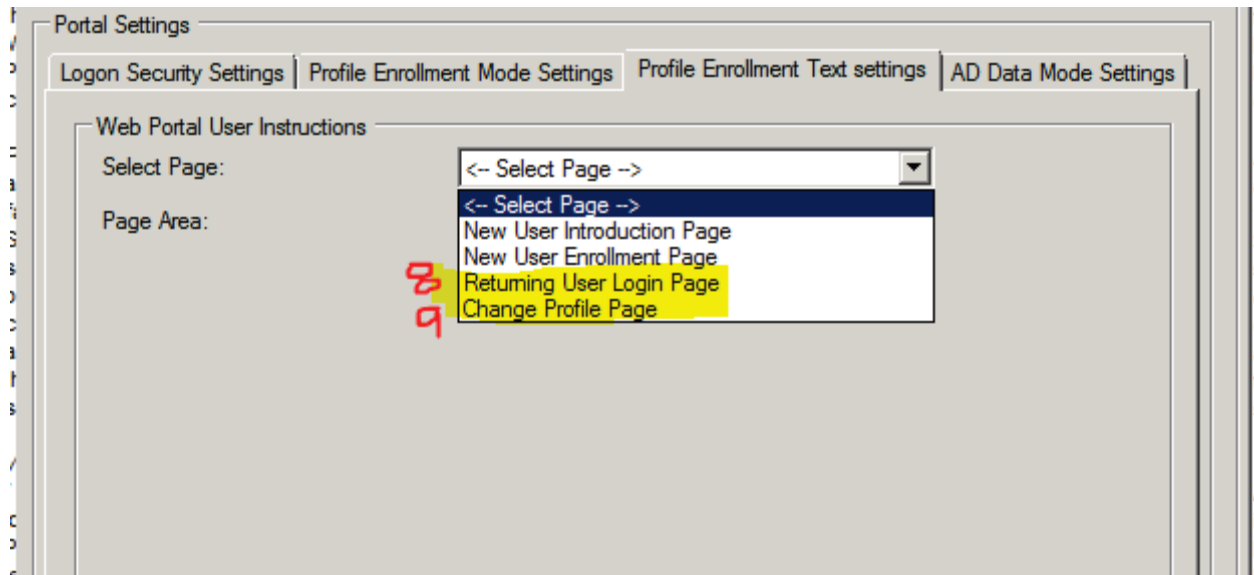 Portal Settings
Logon Security Settings Profile Enrollment Mode Settings Profile Enrollment Text settings AD Data Mode Settings
Web Portal User Instructions
Select Page: <-- Select Page -->
<-- Select Page -->
Page Area:
New User Introduction Page
New User Enrollment Page
8 Returning User Login Page
9 Change Profile Page